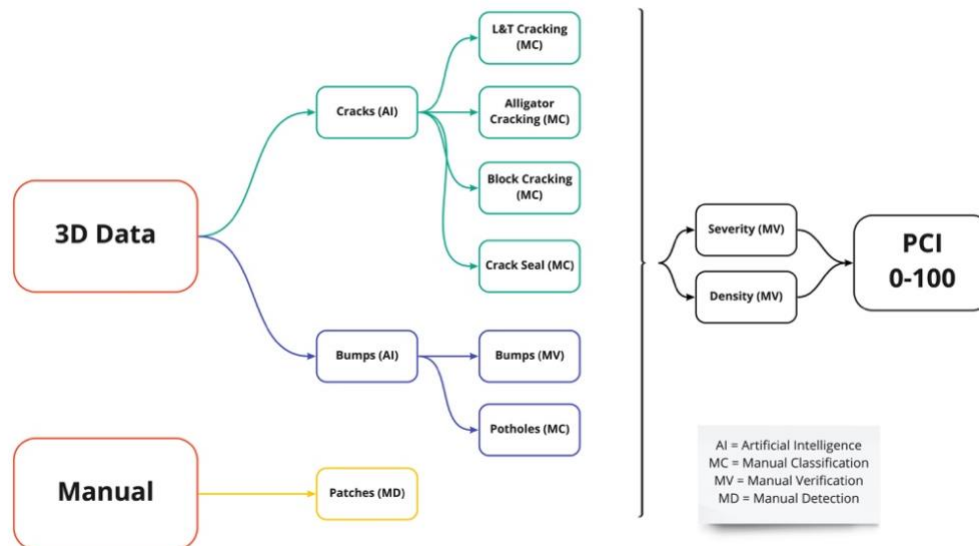 L&T Cracking
(MC)
Cracks (AI)
Alligator
Cracking (MC)
Block Cracking
(MC)
3D Data
Crack Seal (MC)
Severity (MV)
Density (MV)
PCI
0-100
Bumps (AI)
Bumps (MV)
Potholes (MC)
Manual
Patches (MD)
AI = Artificial Intelligence
MC = Manual Classification
MV = Manual Verification
MD = Manual Detection